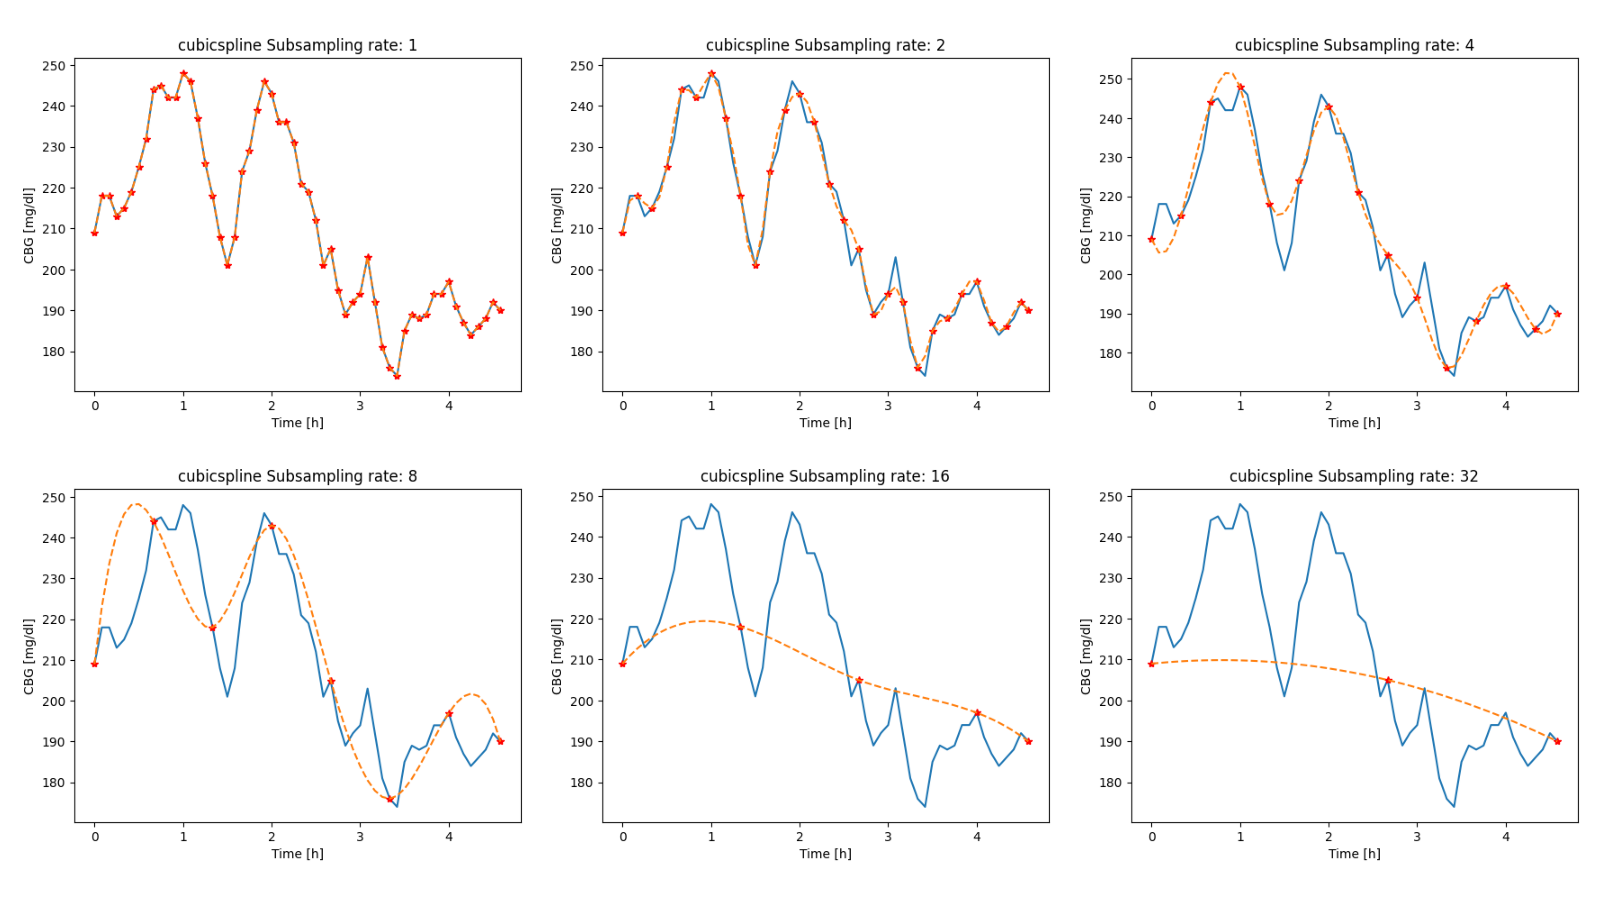 cubicspline Subsampling rate: 1
250
240
230
220
210
200
190
180
CBG [mg/dl]
0 1 2 3 4
Time [h]
cubicspline Subsampling rate: 2
250
240
230
220
210
200
190
180
CBG [mg/dl]
0 1 2 3 4
Time [h]
cubicspline Subsampling rate: 4
250
240
230
220
210
200
190
180
CBG [mg/dl]
0 1 2 3 4
Time [h]
cubicspline Subsampling rate: 8
250
240
230
220
210
200
190
180
CBG [mg/dl]
0 1 2 3 4
Time [h]
cubicspline Subsampling rate: 16
250
240
230
220
210
200
190
180
CBG [mg/dl]
0 1 2 3 4
Time [h]
cubicspline Subsampling rate: 32
250
240
230
220
210
200
190
180
CBG [mg/dl]
0 1 2 3 4
Time [h]